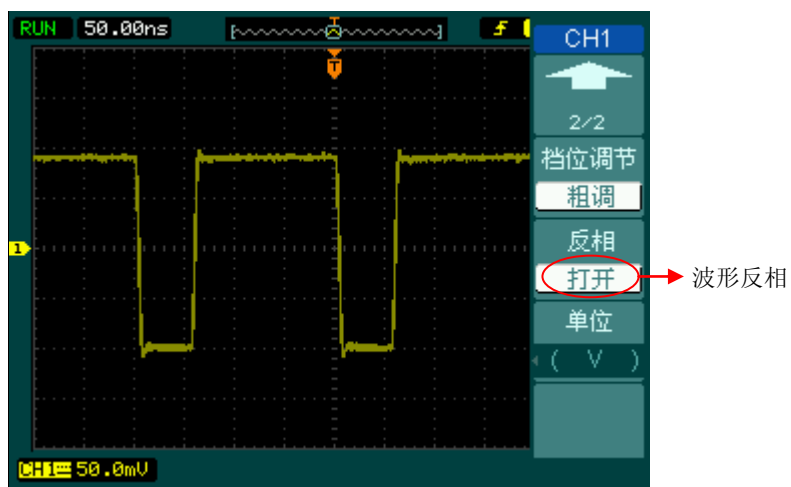 RUN 50.00ns
T
CH1
2/2
档位调节
粗调
反相
打开
波形反相
单位
( V )
1
CH1 50.0mV